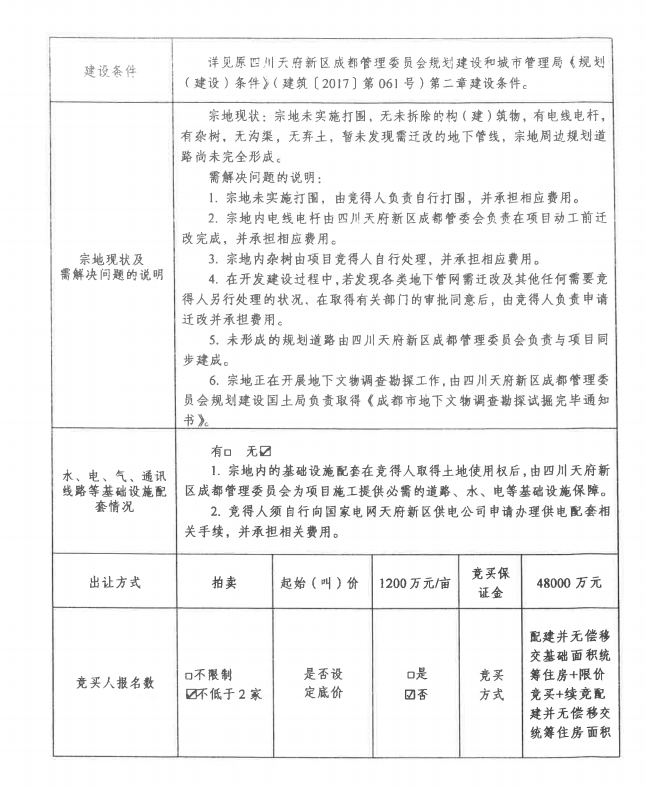 建设条件
详见原四川天府新区成都管理委员会规划建设和城市管理局《规划
（建设）条件》（建筑〔2017〕第 061 号）第二章建设条件。
宗地现状及
需解决问题的说明
宗地现状：宗地未实施打围，无未拆除的构（建）筑物，有电线电杆，
有杂树，无沟渠，无弃土，暂未发现需迁改的地下管线，宗地周边规划道
路尚未完全形成。
需解决问题的说明：
1. 宗地未实施打围，由竞得人负责自行打围，并承担相应费用。
2. 宗地内电线电杆由四川天府新区成都管委会负责在项目动工前迁
改完成，并承担相应费用。
3. 宗地内杂树由项目竞得人自行处理，并承担相应费用。
4. 在开发建设过程中，若发现各类地下管网需迁改及其他任何需要竞
得人另行处理的状况、在取得有关部门的审批同意后，由竞得人负责申请
迁改并承担费用。
5. 未形成的规划道路由四川天府新区成都管理委员会负责与项目同
步建成。
6. 宗地正在开展地下文物调查勘探工作，由四川天府新区成都管理委
员会规划建设国土局负责取得《成都市地下文物调查勘探试掘完毕通知
书》。
水、电、气、通讯
线路等基础设施配
套情况
有□ 无☑
1. 宗地内的基础设施配套在竞得人取得土地使用权后，由四川天府新
区成都管理委员会为项目施工提供必需的道路、水、电等基础设施保障。
2. 竞得人须自行向国家电网天府新区供电公司申请办理供电配套相
关手续，并承担相关费用。
出让方式
拍卖
起始（叫）价
1200 万元/亩
竞买保
证金
48000 万元
竞买人报名数
□不限制
☑不低于 2 家
是否设
定底价
□是
☑否
竞买
方式
配建并无偿移
交基础面积统
筹住房+限价
竞买+续竞配
建并无偿移交
统筹住房面积